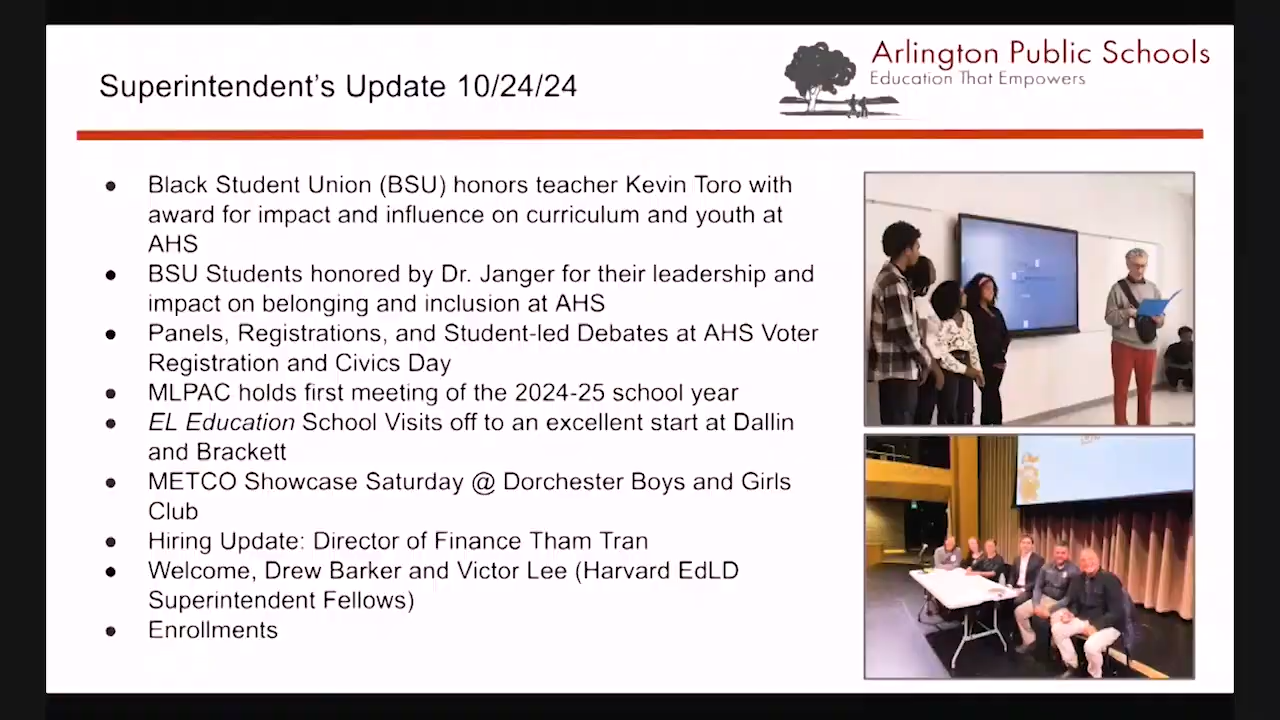 Superintendent's Update 10/24/24
Arlington Public Schools
Education That Empowers
● Black Student Union (BSU) honors teacher Kevin Toro with
award for impact and influence on curriculum and youth at
AHS
● BSU Students honored by Dr. Janger for their leadership and
impact on belonging and inclusion at AHS
● Panels, Registrations, and Student-led Debates at AHS Voter
Registration and Civics Day
● MLPAC holds first meeting of the 2024-25 school year
● EL Education School Visits off to an excellent start at Dallin
and Brackett
● METCO Showcase Saturday @ Dorchester Boys and Girls
Club
● Hiring Update: Director of Finance Tham Tran
● Welcome, Drew Barker and Victor Lee (Harvard EdLD
Superintendent Fellows)
● Enrollments